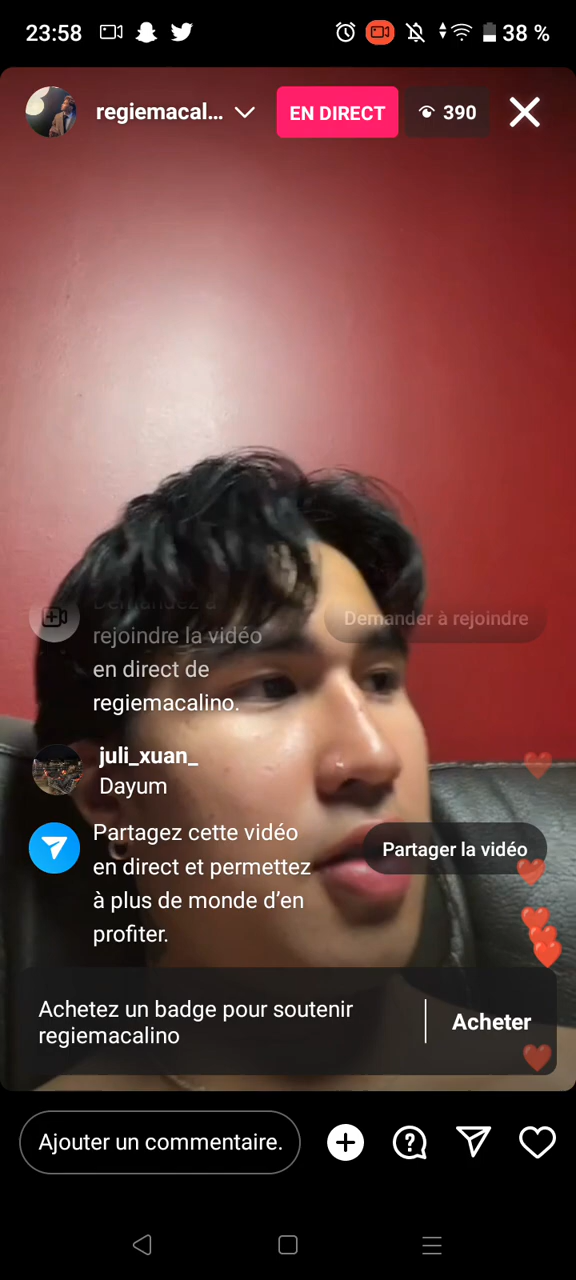 23:58
38 %
regiemacal...
EN DIRECT
390
Demandez à
rejoindre la vidéo
en direct de
regiemacalino.
Demander à rejoindre
juli_xuan_
Dayum
Partagez cette vidéo
en direct et permettez
à plus de monde d’en
profiter.
Partager la vidéo
Achetez un badge pour soutenir
regiemacalino
Acheter
Ajouter un commentaire.